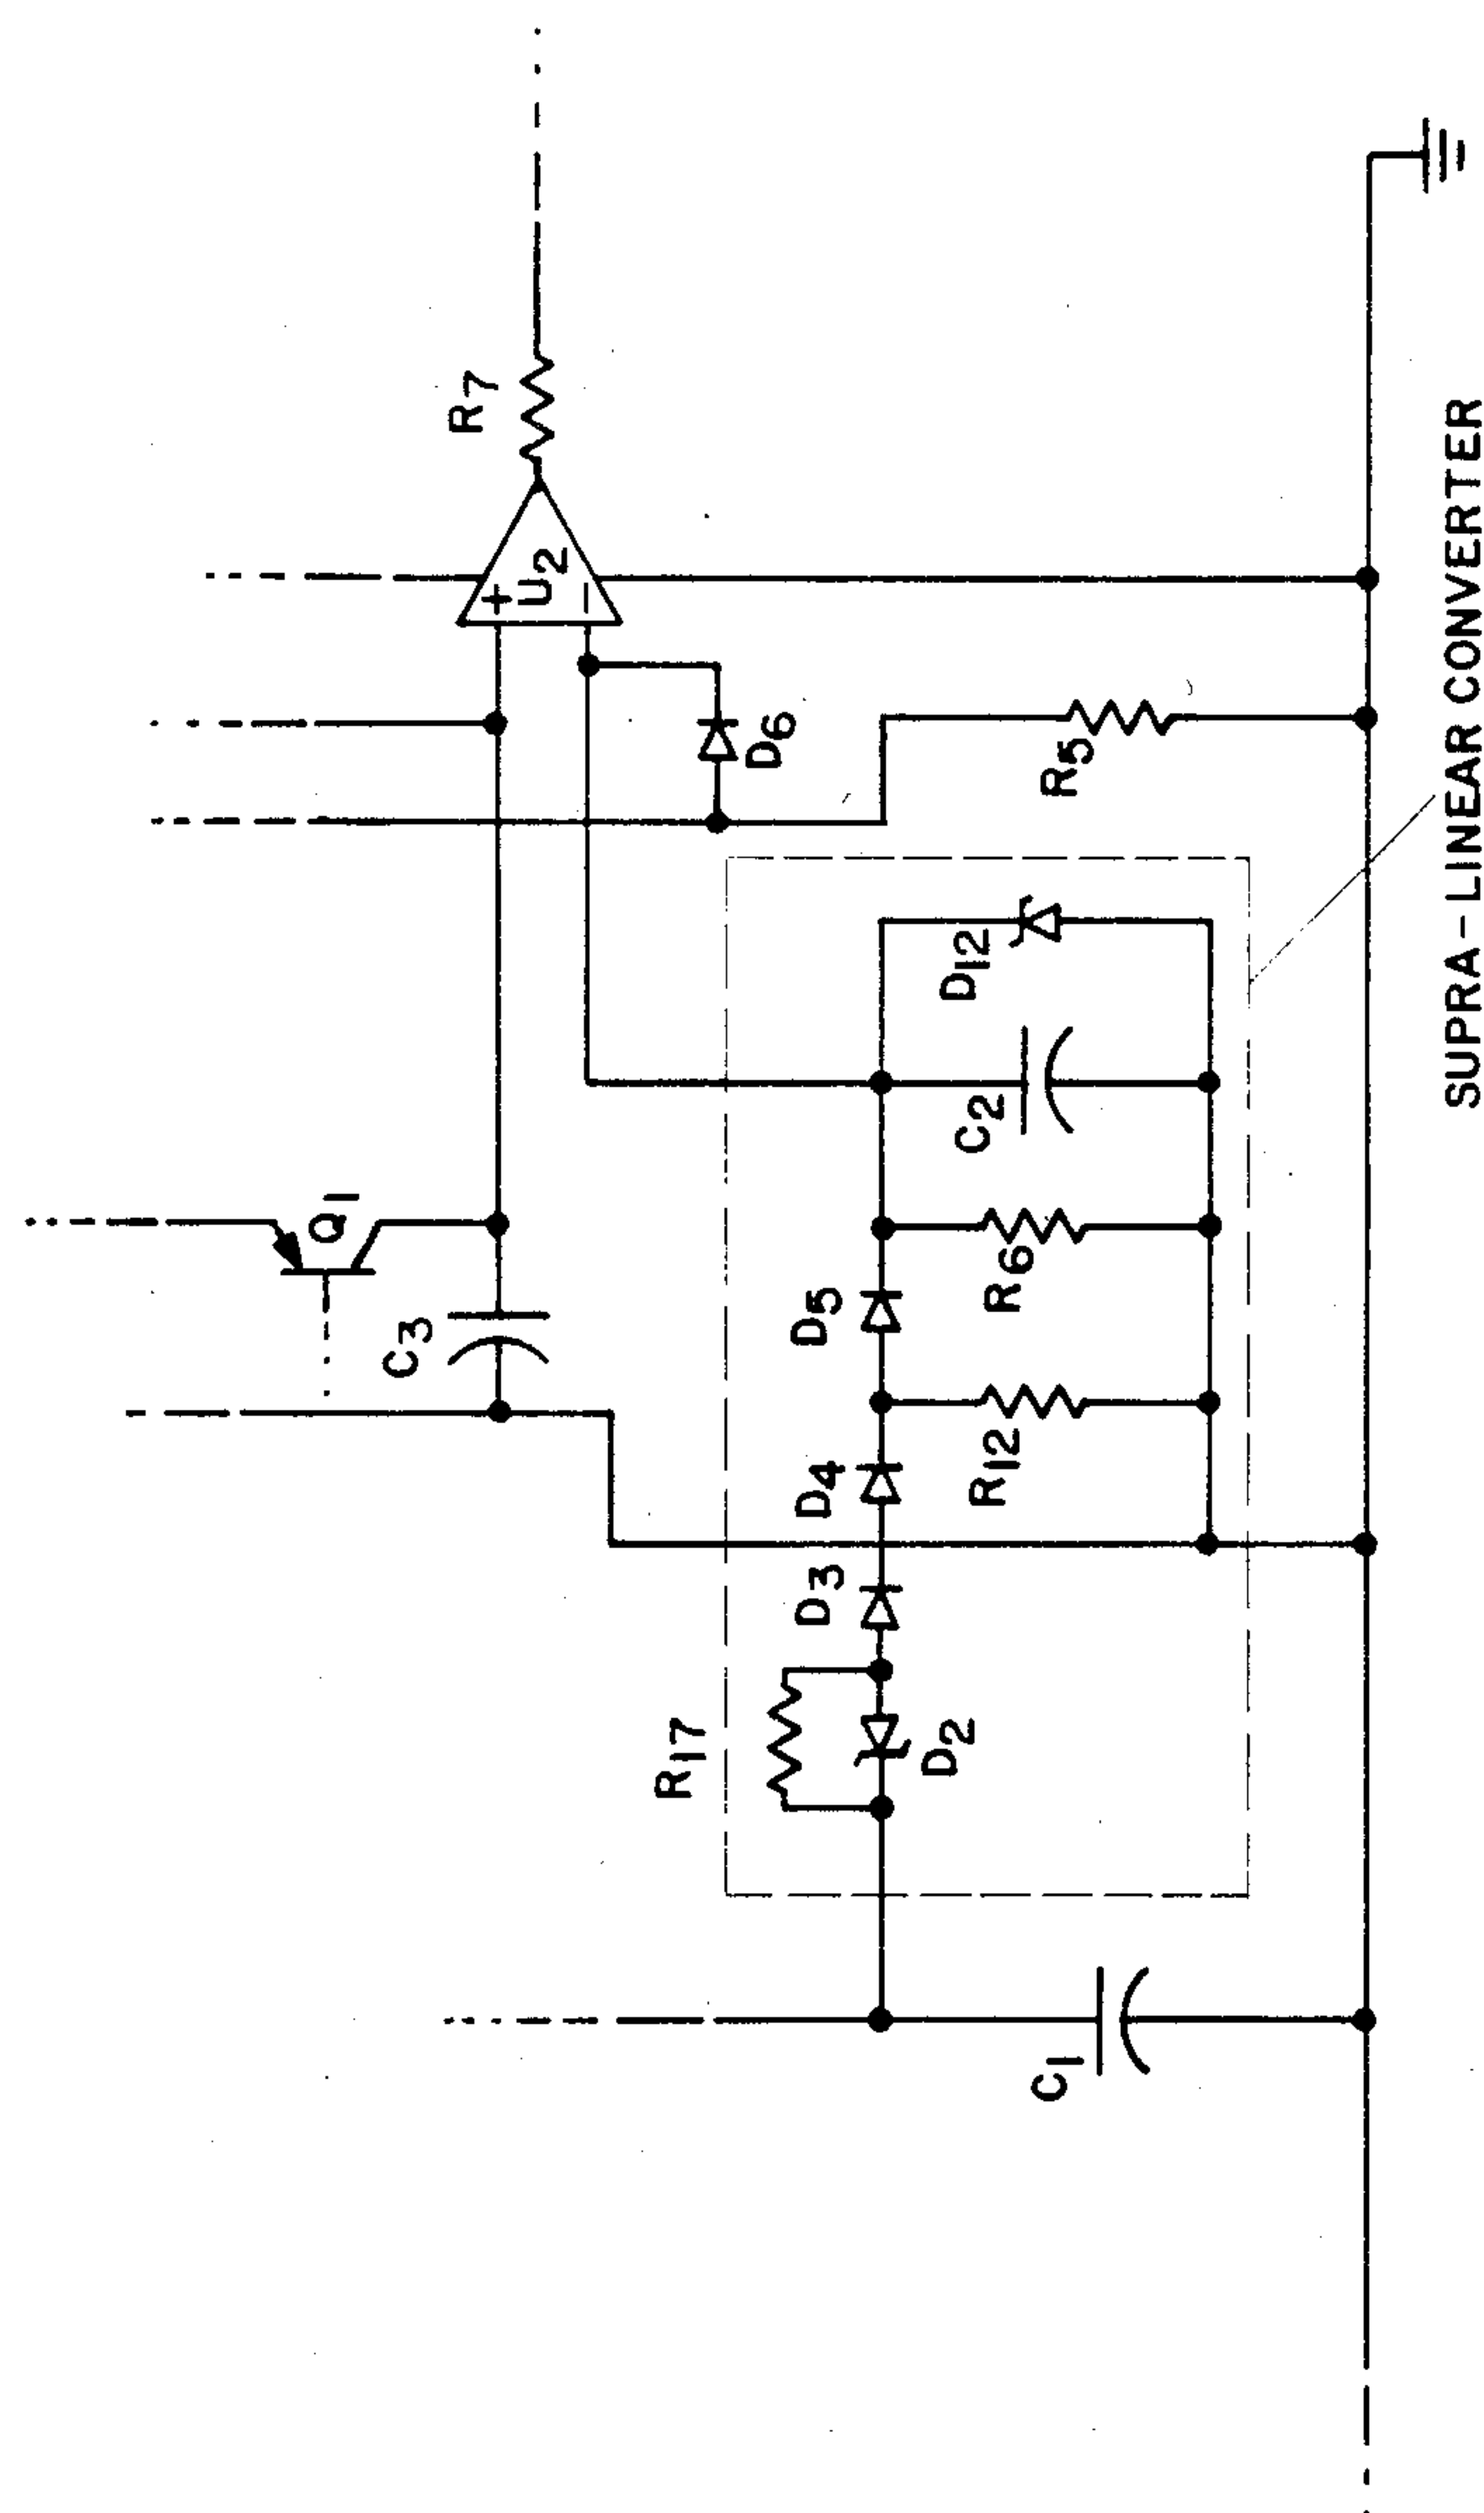 R7
+
U2
−
D6
R5
Q1
C3
D12
C2
D5
R6
D4
R12
D3
R17
D2
C1
SUPRA-LINEAR CONVERTER